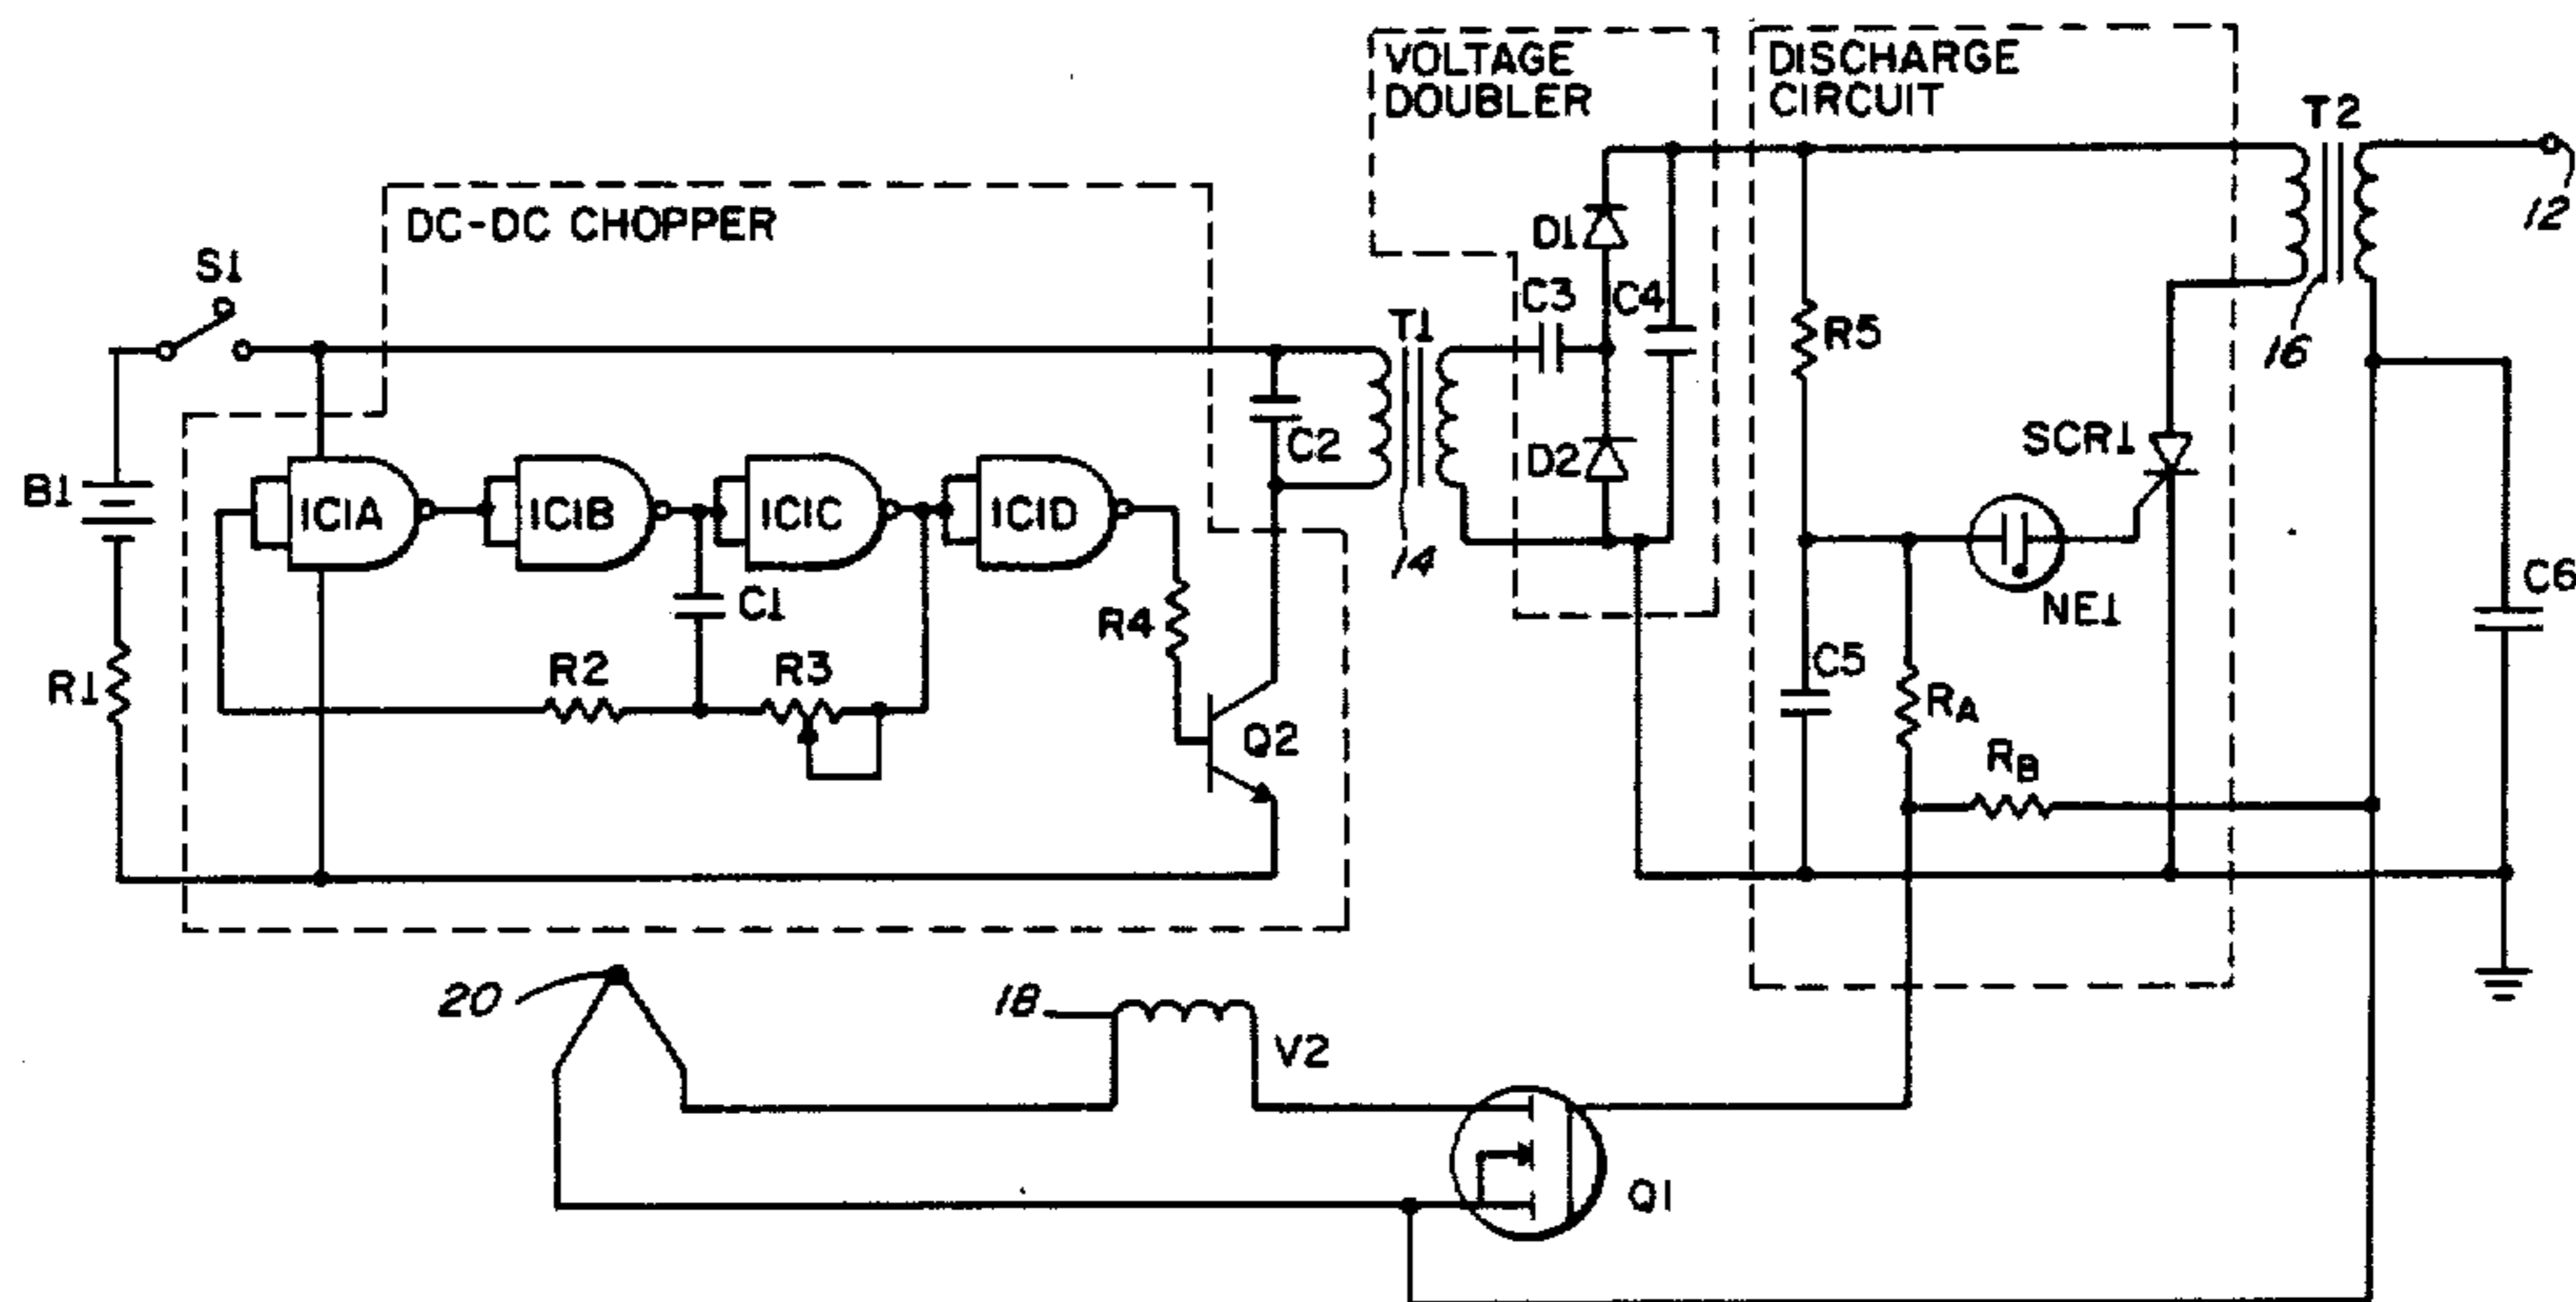 VOLTAGE
DOUBLER
DISCHARGE
CIRCUIT
T2
12
DC-DC CHOPPER
S1
D1
C3
C4
T1
R5
16
C2
D2
SCR1
B1
IC1A
IC1B
IC1C
IC1D
14
NE1
C6
C1
R4
R1
R2
R3
C5
RA
Q2
RB
20
18
V2
Q1